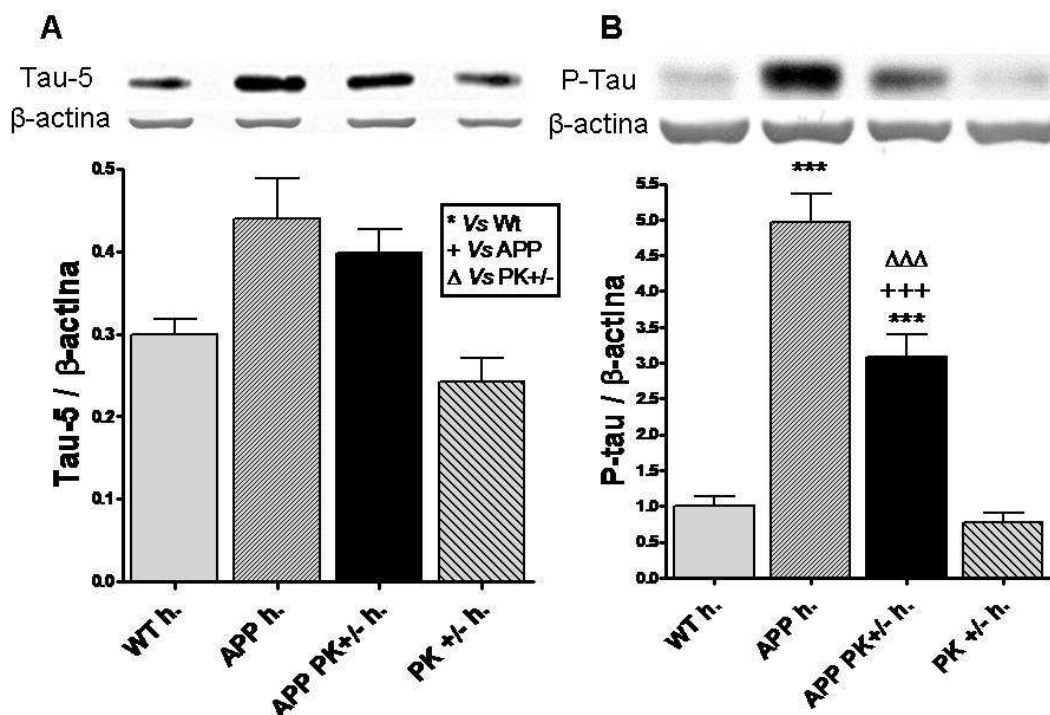 A
Tau-5
β-actina
Tau-5 / β-actina
0.5
0.4
0.3
0.2
0.1
0.0
* Vs Wt
+ Vs APP
Δ Vs PK+/-
WT h.
APP h.
APP PK+/- h.
PK +/- h.
B
P-Tau
β-actina
P-tau / β-actina
5.5
5.0
4.5
4.0
3.5
3.0
2.5
2.0
1.5
1.0
0.5
0.0
***
ΔΔΔ
+++
***
WT h.
APP h.
APP PK+/- h.
PK +/- h.